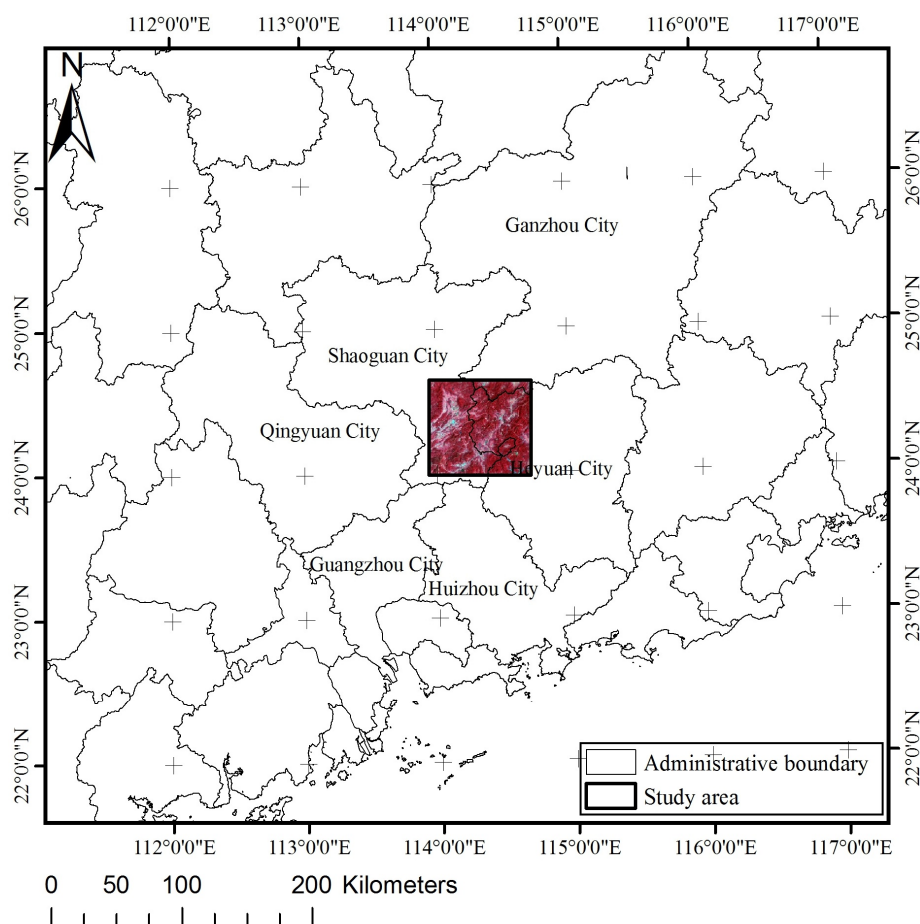 112°0'0"E 113°0'0"E 114°0'0"E 115°0'0"E 116°0'0"E 117°0'0"E
N
26°0'0"N
26°0'0"N
Ganzhou City
25°0'0"N
25°0'0"N
Shaoguan City
Qingyuan City
24°0'0"N
Heyuan City
24°0'0"N
Guangzhou City
Huizhou City
23°0'0"N
23°0'0"N
22°0'0"N
22°0'0"N
Administrative boundary
Study area
112°0'0"E 113°0'0"E 114°0'0"E 115°0'0"E 116°0'0"E 117°0'0"E
0 50 100 200 Kilometers